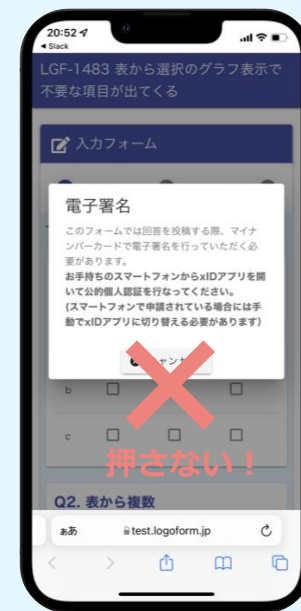 20:52
Slack
LGF-1483 表から選択のグラフ表示で
不要な項目が出てくる
入力フォーム
電子署名
このフォームでは回答を投稿する際、マイナ
ンバーカードで電子署名を行っていただく必
要があります。
お手持ちのスマートフォンからxIDアプリを開
いて公的個人認証を行なってください。
(スマートフォンで申請されている場合には手
動でxIDアプリに切り替える必要があります)
b
c
押さない！
Q2. 表から複数
ああ
test.logoform.jp